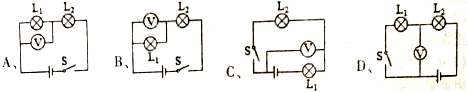 L₁ L₂ V S A、
V L₂ L₁ S B、
L₂ S V L₁ C、
L₁ L₂ S V D、